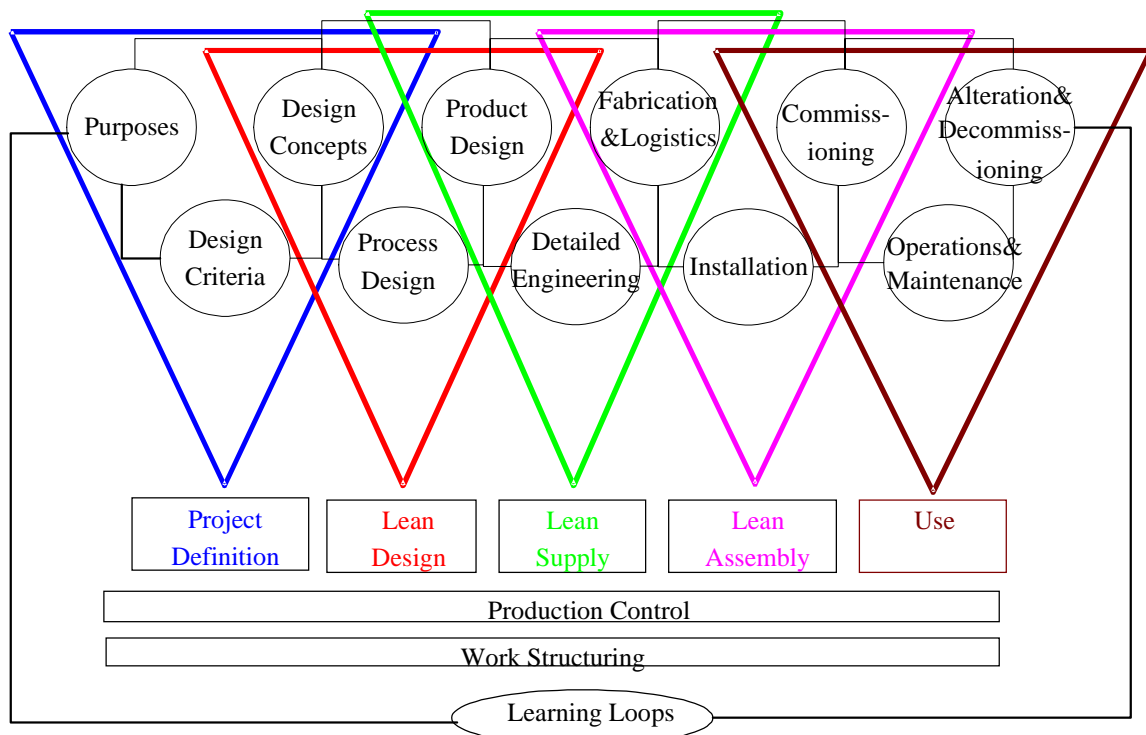 Purposes
Design
Concepts
Product
Design
Fabrication
&Logistics
Commiss-
ioning
Alteration&
Decommiss-
ioning
Design
Criteria
Process
Design
Detailed
Engineering
Installation
Operations&
Maintenance
Project
Definition
Lean
Design
Lean
Supply
Lean
Assembly
Use
Production Control
Work Structuring
Learning Loops